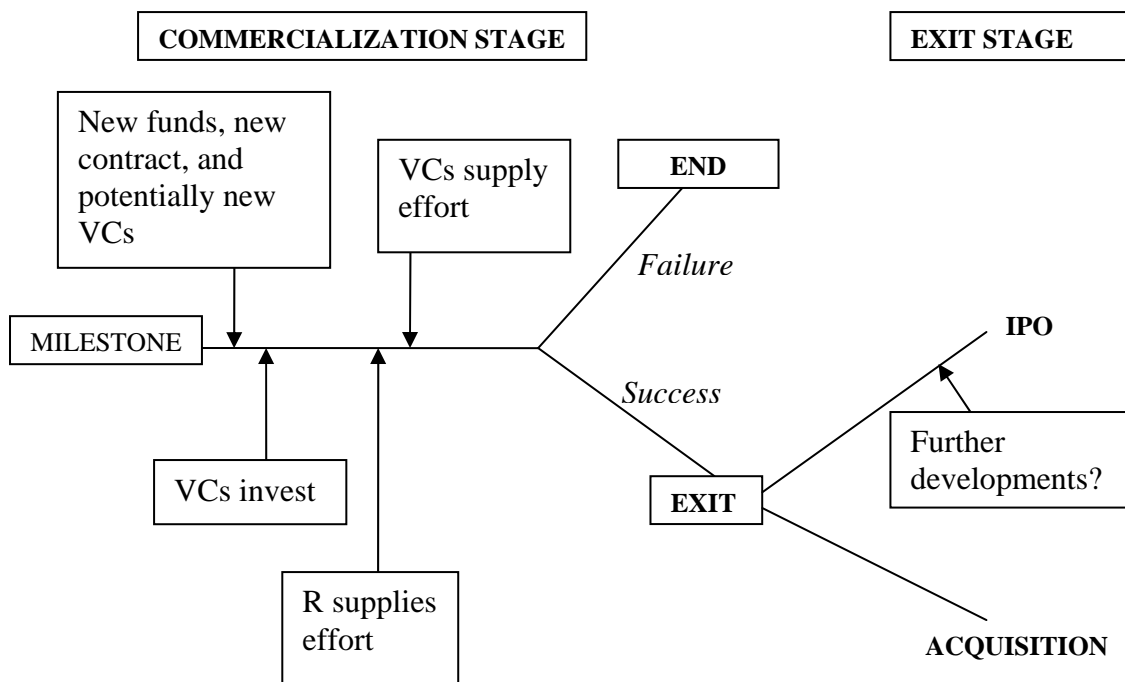 COMMERCIALIZATION STAGE
EXIT STAGE
New funds, new
contract, and
potentially new
VCs
VCs supply
effort
END
Failure
MILESTONE
IPO
Success
Further
developments?
VCs invest
EXIT
R supplies
effort
ACQUISITION